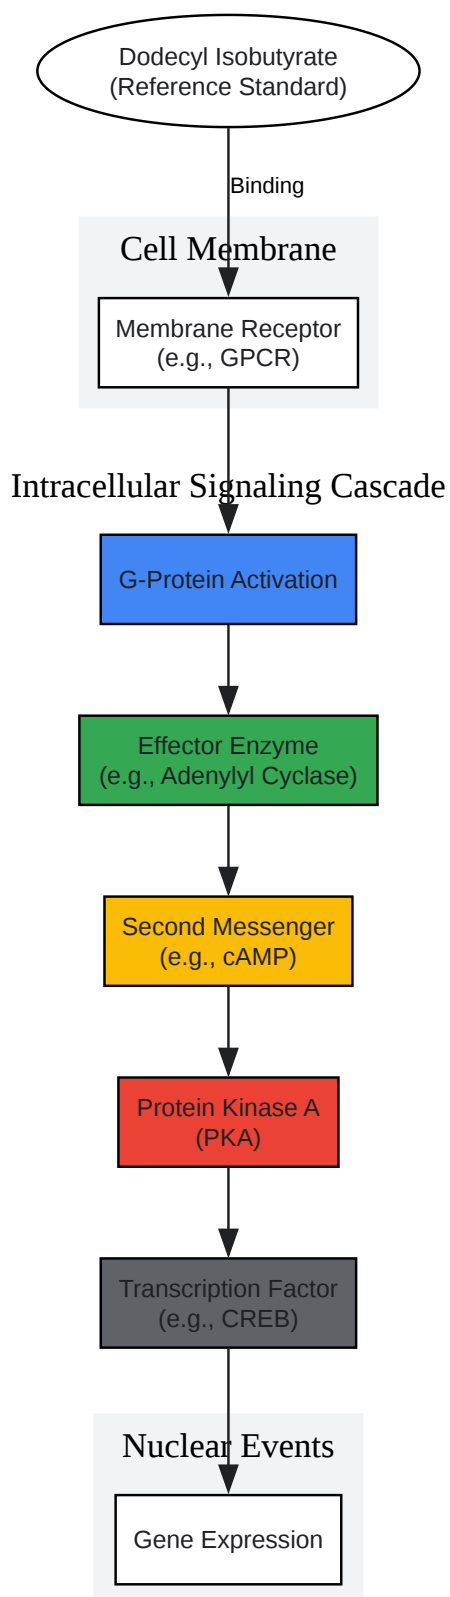 Dodecyl Isobutyrate
(Reference Standard)
Binding
Cell Membrane
Membrane Receptor
(e.g., GPCR)
Intracellular Signaling Cascade
G-Protein Activation
Effector Enzyme
(e.g., Adenylyl Cyclase)
Second Messenger
(e.g., cAMP)
Protein Kinase A
(PKA)
Transcription Factor
(e.g., CREB)
Nuclear Events
Gene Expression